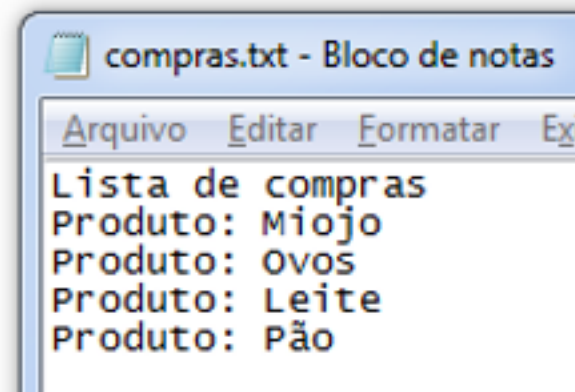 compras.txt - Bloco de notas
Arquivo Editar Formatar Ex
Lista de compras
Produto: Miojo
Produto: Ovos
Produto: Leite
Produto: Pão